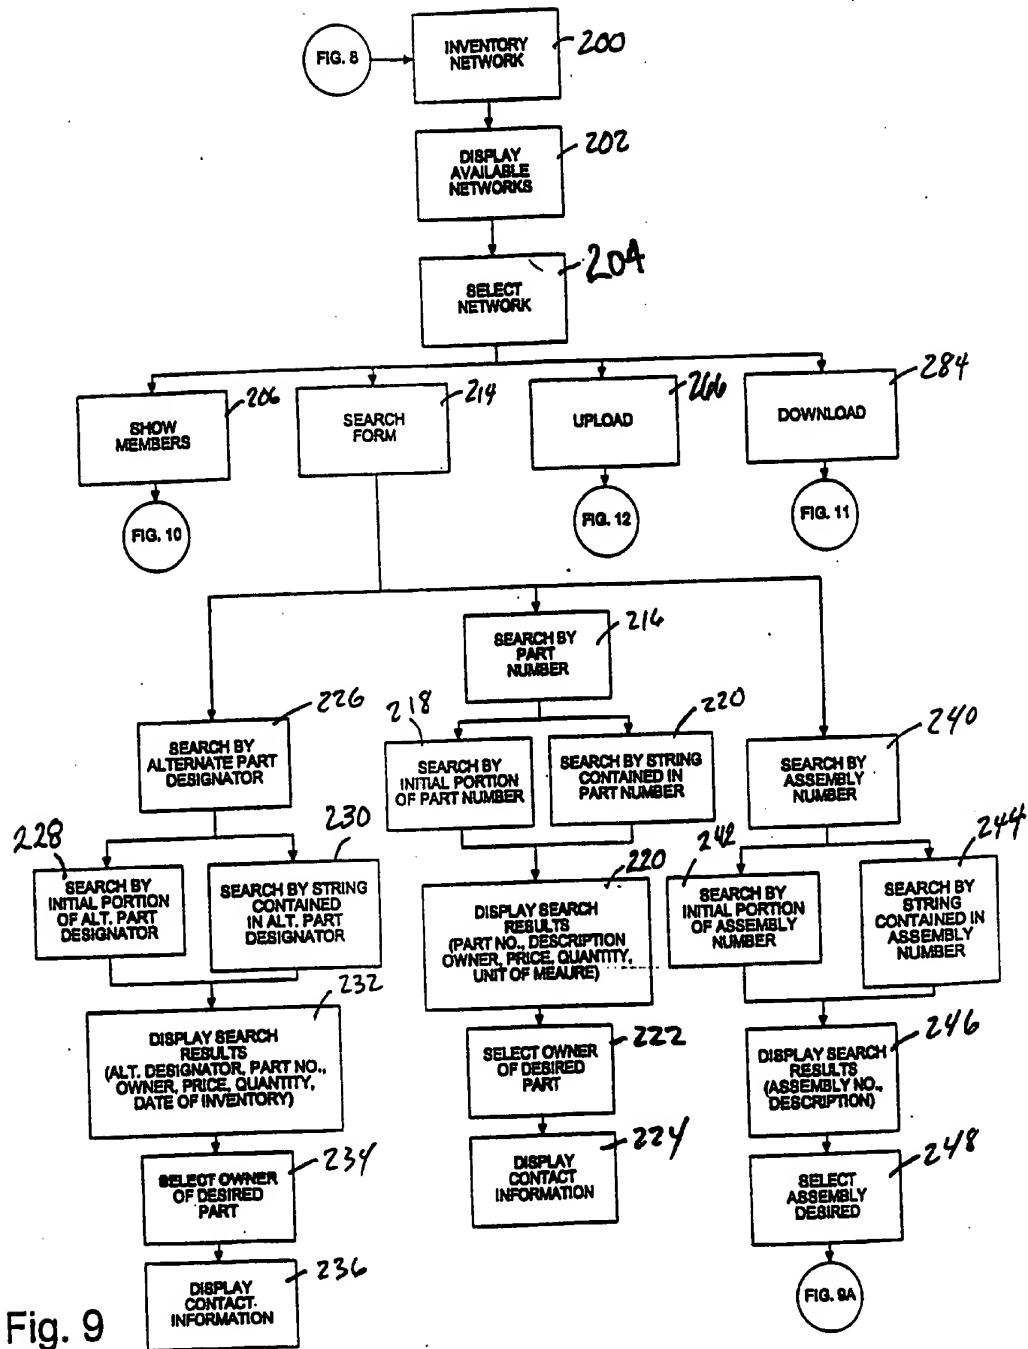 FIG. 8
INVENTORY
NETWORK
200
DISPLAY
AVAILABLE
NETWORKS
202
SELECT
NETWORK
204
SHOW
MEMBERS
206
SEARCH
FORM
214
UPLOAD
266
DOWNLOAD
284
FIG. 10
FIG. 12
FIG. 11
SEARCH BY
PART
NUMBER
216
SEARCH BY
ALTERNATE PART
DESIGNATOR
226
SEARCH BY
INITIAL PORTION
OF PART NUMBER
218
SEARCH BY STRING
CONTAINED IN
PART NUMBER
220
SEARCH BY
ASSEMBLY
NUMBER
240
SEARCH BY
INITIAL PORTION
OF ALT. PART
DESIGNATOR
228
SEARCH BY STRING
CONTAINED
IN ALT. PART
DESIGNATOR
230
DISPLAY SEARCH
RESULTS
(PART NO., DESCRIPTION
OWNER, PRICE, QUANTITY,
UNIT OF MEAURE)
220
SEARCH BY
INITIAL PORTION
OF ASSEMBLY
NUMBER
242
SEARCH BY
STRING
CONTAINED IN
ASSEMBLY
NUMBER
244
DISPLAY SEARCH
RESULTS
(ALT. DESIGNATOR, PART NO.,
OWNER, PRICE, QUANTITY,
DATE OF INVENTORY)
232
SELECT OWNER
OF DESIRED
PART
222
DISPLAY SEARCH
RESULTS
(ASSEMBLY NO.,
DESCRIPTION)
246
SELECT OWNER
OF DESIRED
PART
234
DISPLAY
CONTACT
INFORMATION
224
SELECT
ASSEMBLY
DESIRED
248
DISPLAY
CONTACT
INFORMATION
236
FIG. 9A
Fig. 9